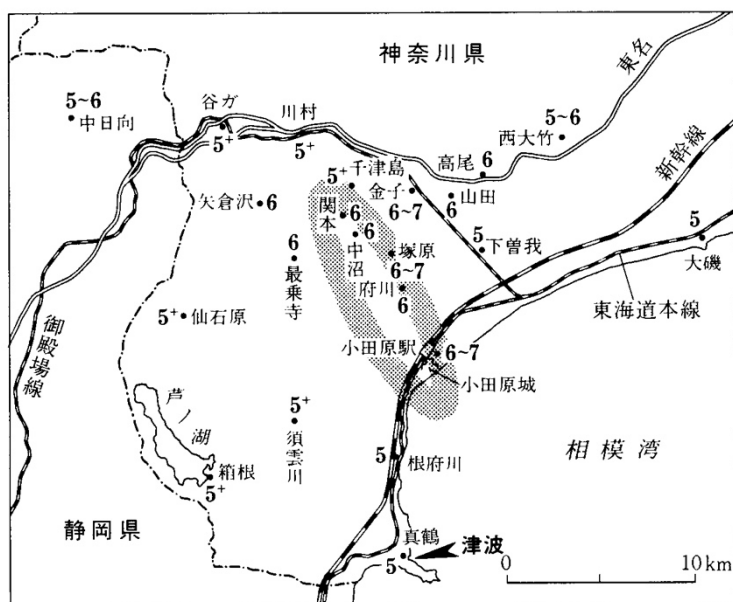 神奈川県
東名
5~6
中日向
谷ガ
5+
川村
5+
5~6
西大竹
新幹線
高尾
6
千津島
5+
金子
6~7
山田
6
矢倉沢 6
関本
6
中沼
6
塚原
6~7
下曽我
5
5
大磯
6
最乗寺
府川
6
東海道本線
5+ 仙石原
御殿場線
小田原駅
6~7
小田原城
芦ノ湖
5+
須雲川
相模湾
箱根
5+
5
根府川
静岡県
真鶴
5
津波
0 10km